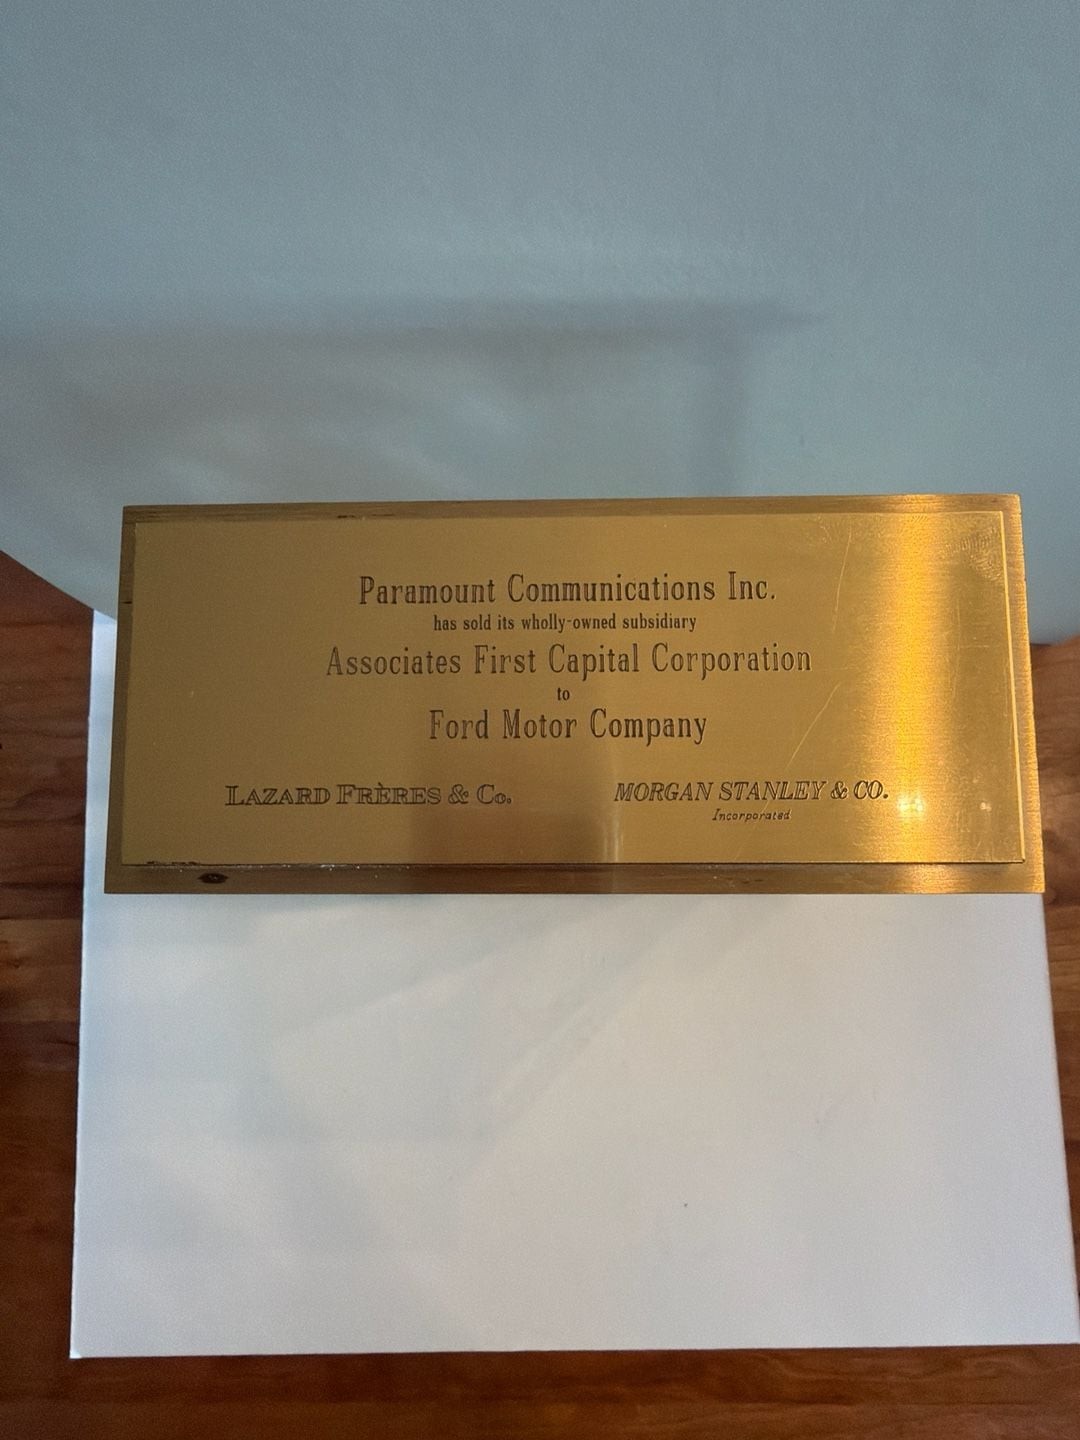 Paramount Communications Inc.
has sold its wholly-owned subsidiary
Associates First Capital Corporation
to
Ford Motor Company
LAZARD FRÈRES & CO.
MORGAN STANLEY & CO.
Incorporated